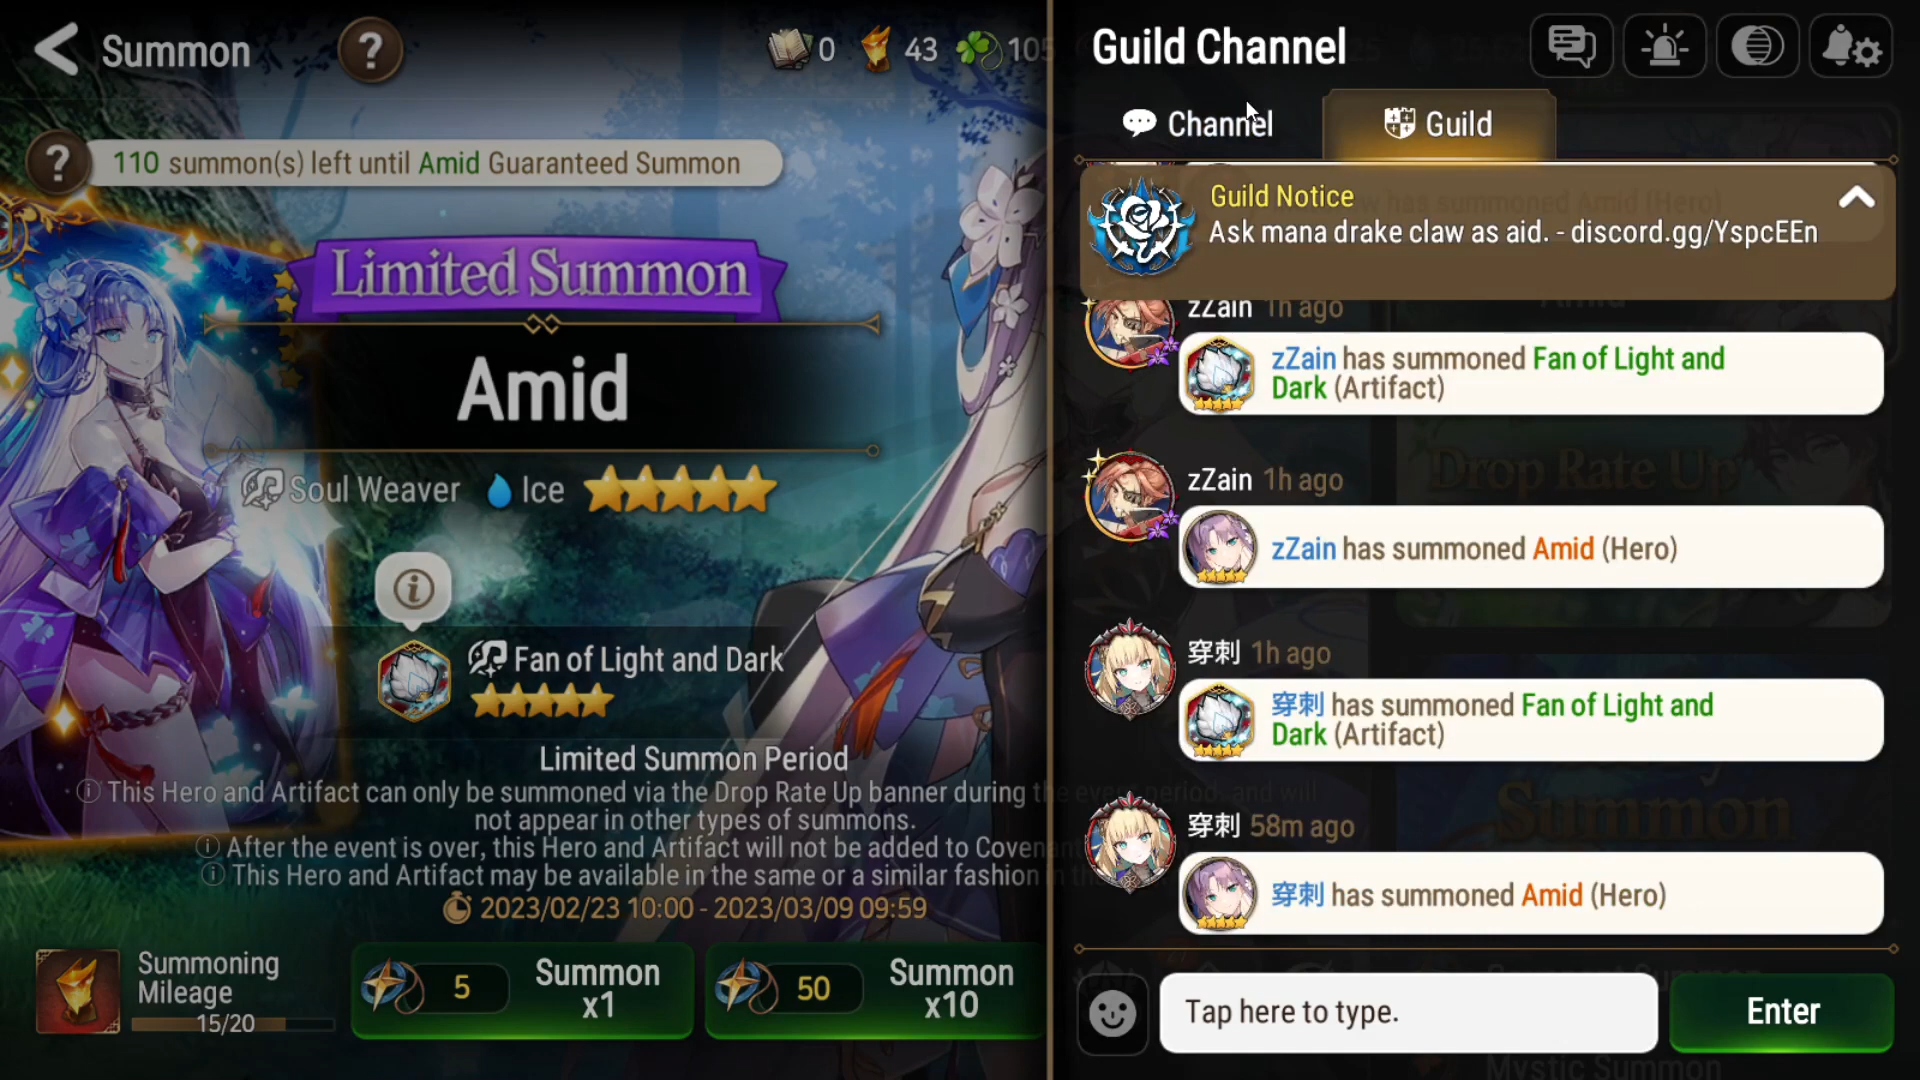 Summon
?
0
43
105
?
110 summon(s) left until Amid Guaranteed Summon
Limited Summon
Amid
Soul Weaver
Ice
Fan of Light and Dark
Limited Summon Period
This Hero and Artifact can only be summoned via the Drop Rate Up banner during the event period, and will
not appear in other types of summons.
After the event is over, this Hero and Artifact will not be added to Coven
This Hero and Artifact may be available in the same or a similar fashion in
2023/02/23 10:00 - 2023/03/09 09:59
Summoning
Mileage
15/20
5
Summon
x1
50
Summon
x10
Guild Channel
Channel
Guild
Guild Notice
Ask mana drake claw as aid. - discord.gg/YspcEEn
zZain 1h ago
zZain has summoned Fan of Light and
Dark (Artifact)
zZain 1h ago
zZain has summoned Amid (Hero)
穿刺 1h ago
穿刺 has summoned Fan of Light and
Dark (Artifact)
穿刺 58m ago
穿刺 has summoned Amid (Hero)
Drop Rate Up
Summon
Mystic Summon
Tap here to type.
Enter